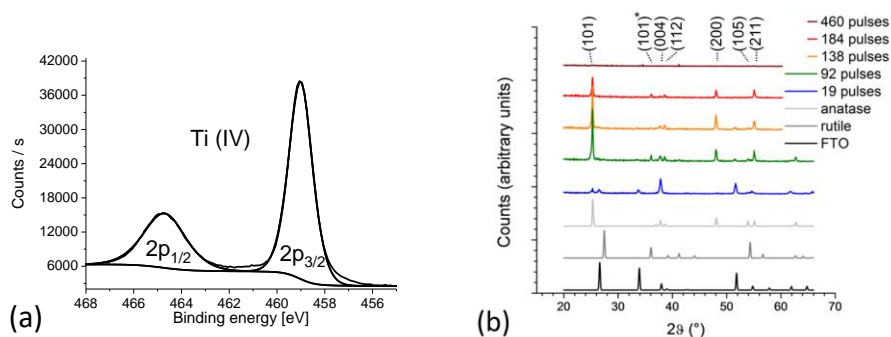 42000
36000
30000
24000
18000
12000
6000
Counts / s
Ti (IV)
2p1/2
2p3/2
468 466 464 462 460 458 456
Binding energy [eV]
(a)
(101)
(101)*
(004)
(112)
(200)
(105)
(211)
460 pulses
184 pulses
138 pulses
92 pulses
19 pulses
anatase
rutile
FTO
Counts (arbitrary units)
20 30 40 50 60 70
2ϑ (°)
(b)